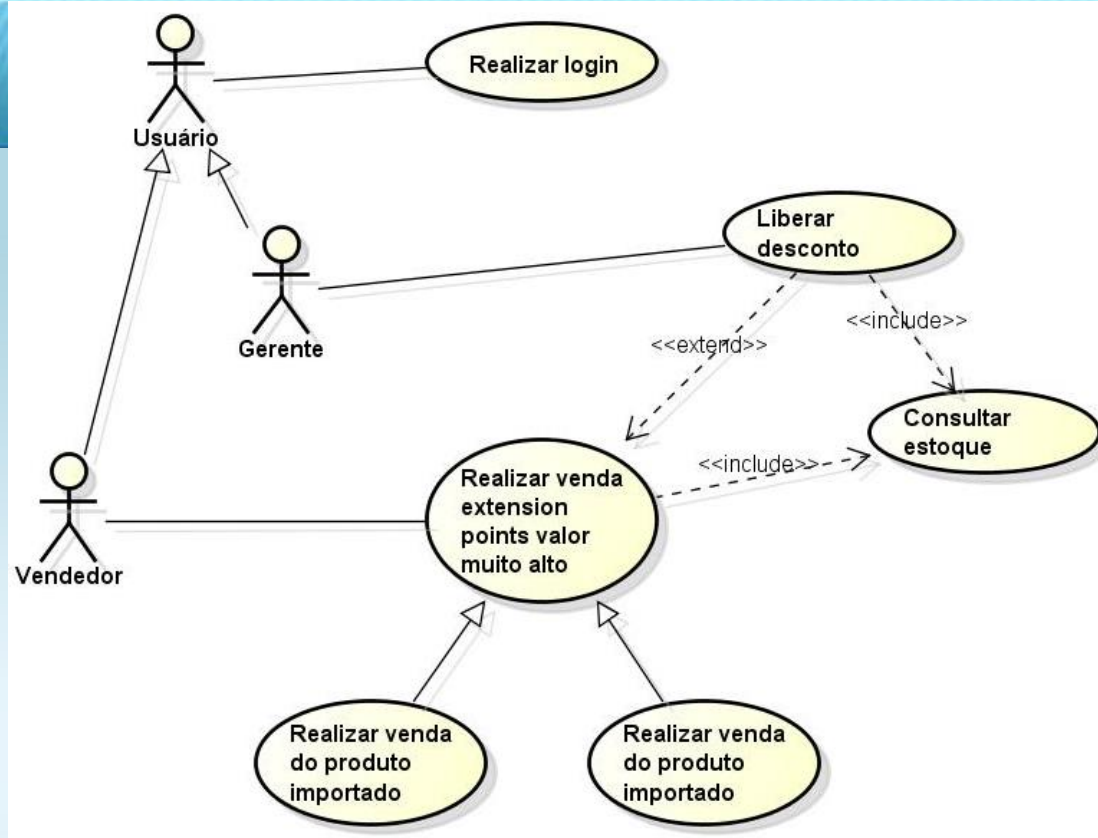 Realizar login
Usuário
Liberar
desconto
Gerente
<<include>>
<<extend>>
Consultar
estoque
<<include>>
Realizar venda
extension
points valor
muito alto
Vendedor
Realizar venda
do produto
importado
Realizar venda
do produto
importado